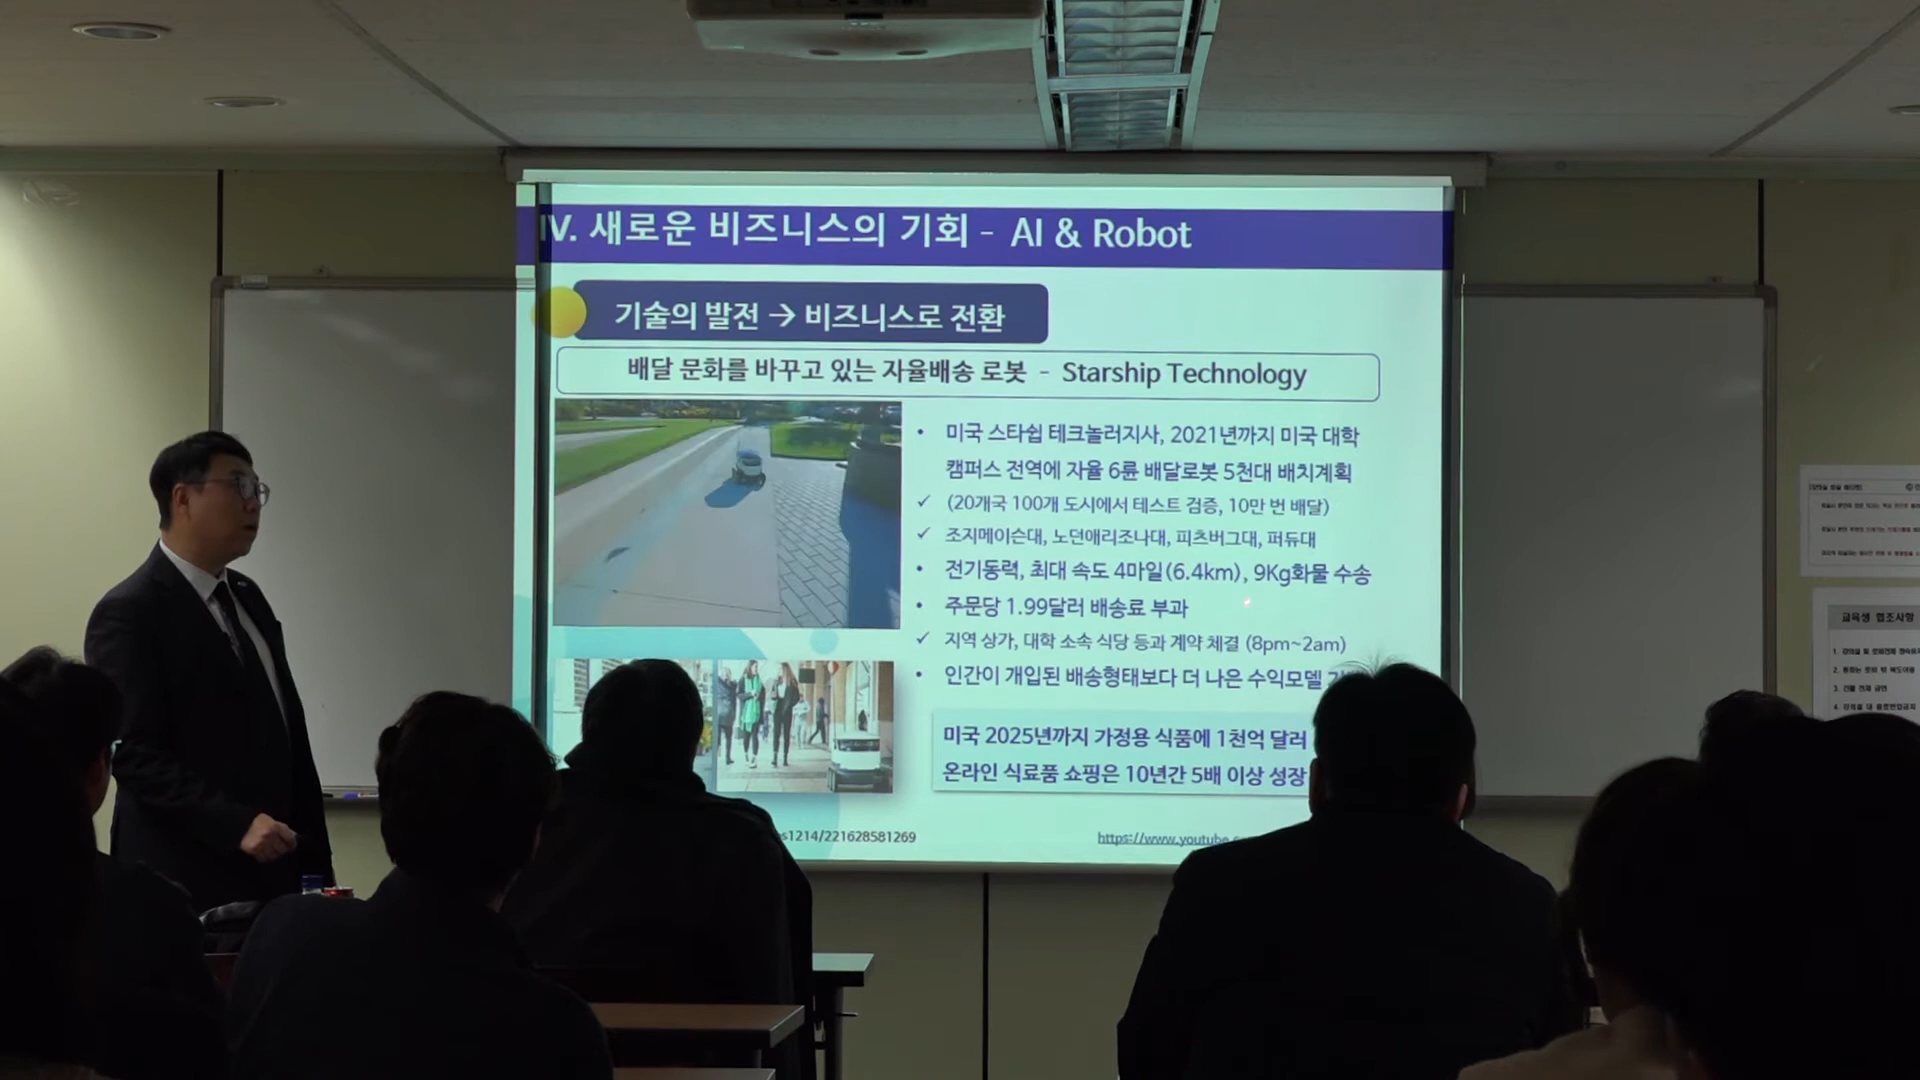 IV. 새로운 비즈니스의 기회 - AI & Robot
기술의 발전 → 비즈니스로 전환
배달 문화를 바꾸고 있는 자율배송 로봇 - Starship Technology
• 미국 스타쉽 테크놀러지사, 2021년까지 미국 대학
캠퍼스 전역에 자율 6륜 배달로봇 5천대 배치계획
✓ (20개국 100개 도시에서 테스트 검증, 10만 번 배달)
✓ 조지메이슨대, 노던애리조나대, 피츠버그대, 퍼듀대
• 전기동력, 최대 속도 4마일(6.4km), 9Kg화물 수송
• 주문당 1.99달러 배송료 부과
✓ 지역 상가, 대학 소속 식당 등과 계약 체결 (8pm~2am)
• 인간이 개입된 배송형태보다 더 나은 수익모델
미국 2025년까지 가정용 식품에 1천억 달러
온라인 식료품 쇼핑은 10년간 5배 이상 성장
s1214/221628581269
https://www.youtube
교육생 협조사항